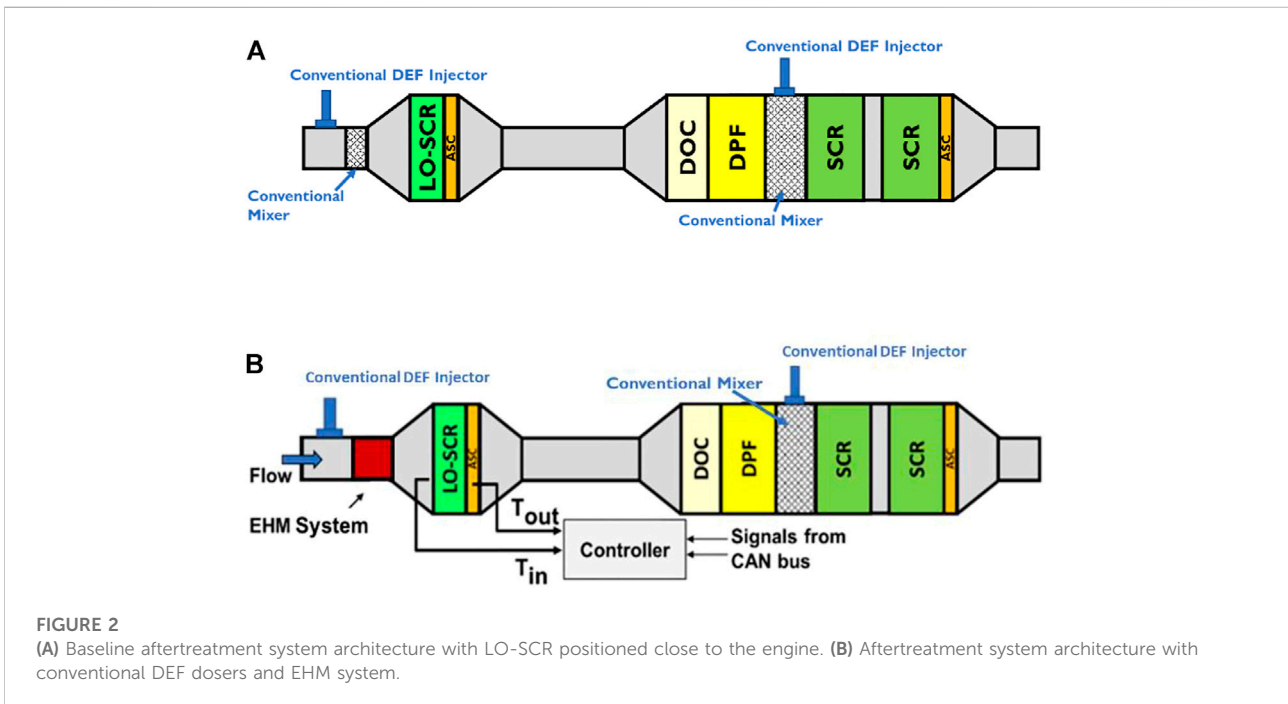 A
Conventional DEF Injector
Conventional DEF Injector
LO-SCR
ASC
DOC
DPF
SCR
SCR
ASC
Conventional
Mixer
Conventional Mixer
B
Conventional DEF Injector
Conventional DEF Injector
Conventional Mixer
Flow
LO-SCR
ASC
DOC
DPF
SCR
SCR
ASC
EHM System
Tout
Tin
Controller
Signals from
CAN bus
FIGURE 2
(A) Baseline aftertreatment system architecture with LO-SCR positioned close to the engine. (B) Aftertreatment system architecture with
conventional DEF dosers and EHM system.